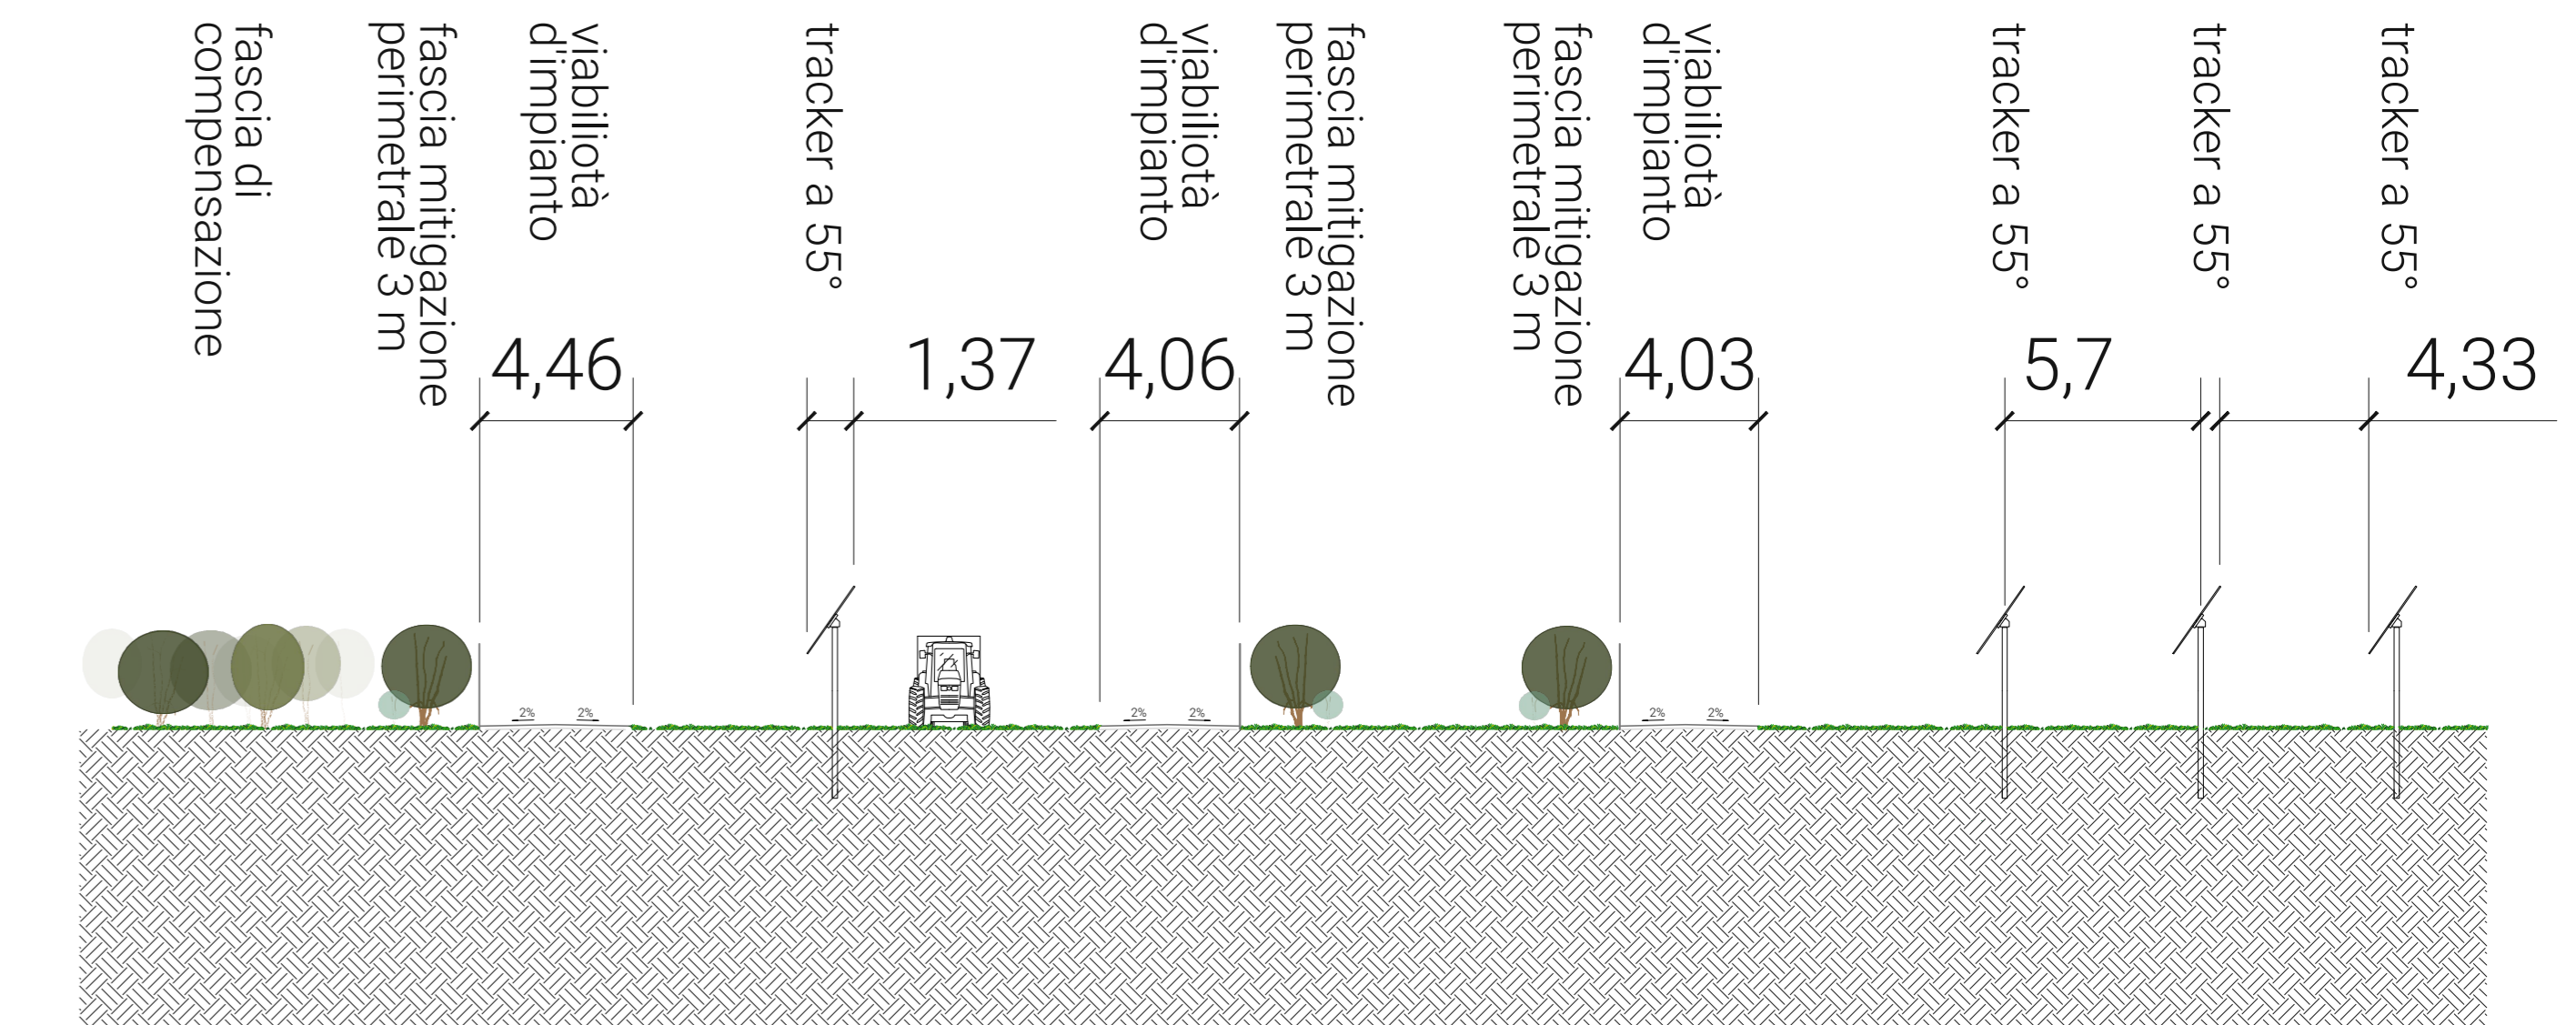 fascia di
compensazione
fascia mitigazione
perimetrale 3 m
viabiliotà
d'impianto
tracker a 55°
viabiliotà
d'impianto
fascia mitigazione
perimetrale 3 m
fascia mitigazione
perimetrale 3 m
viabiliotà
d'impianto
tracker a 55°
tracker a 55°
tracker a 55°
4,46
1,37
4,06
4,03
5,7
4,33
2%
2%
2%
2%
2%
2%